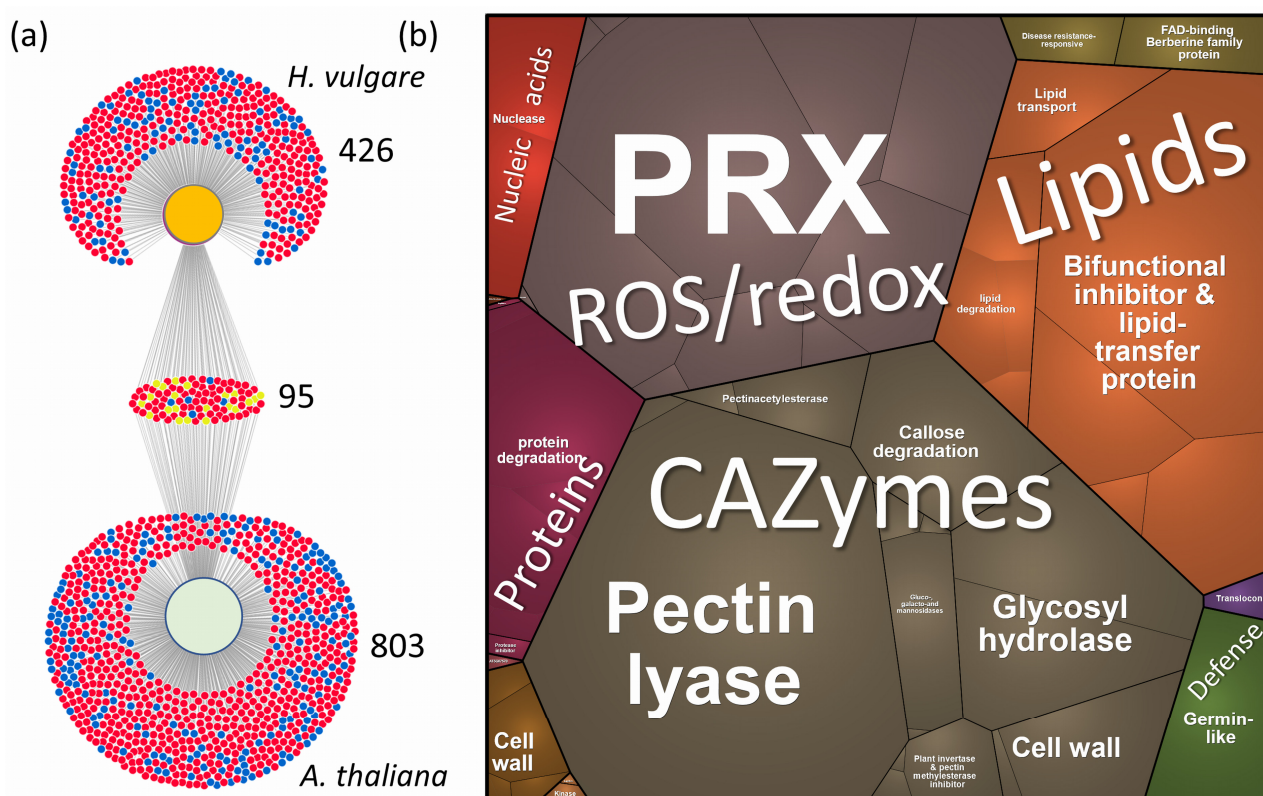 (a)
H. vulgare
426
95
803
A. thaliana
(b)
Nucleic acids
Nuclease
PRX
ROS/redox
Disease resistance-
responsive
FAD-binding
Berberine family
protein
Lipid
transport
Lipids
Bifunctional
inhibitor &
lipid-
transfer
protein
lipid
degradation
protein
degradation
Proteins
Protease
inhibitor
Pectinacetylesterase
Callose
degradation
CAZymes
Pectin
lyase
Gluco-,
galacto-and
mannosidases
Glycosyl
hydrolase
Translocon
Defense
Germin-
like
Cell
wall
Kinase
Plant invertase
& pectin
methylesterase
inhibitor
Cell wall